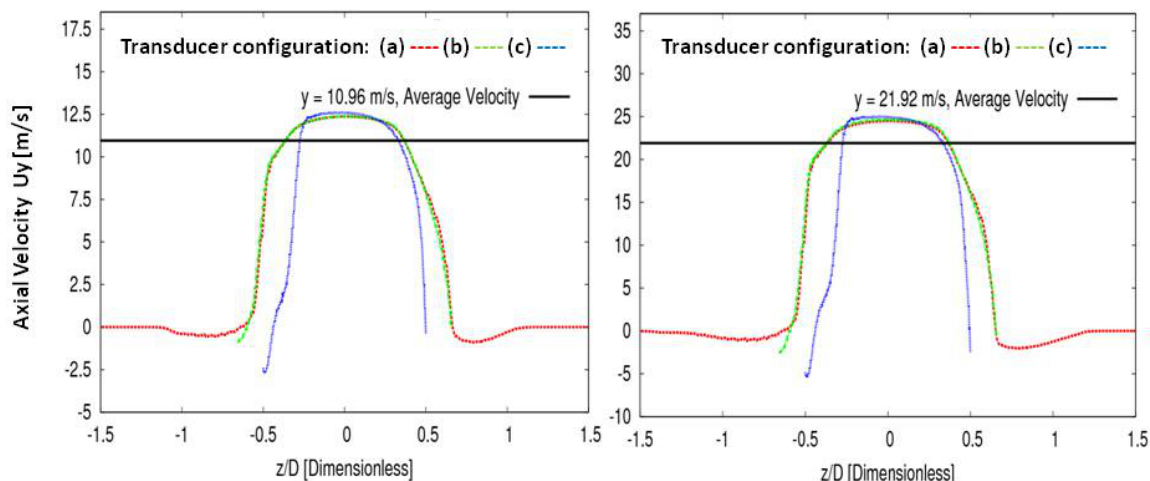 17.5
15
12.5
10
7.5
5
2.5
0
-2.5
-5
Axial Velocity Uy [m/s]
Transducer configuration: (a) (b) (c)
y = 10.96 m/s, Average Velocity
-1.5 -1 -0.5 0 0.5 1 1.5
z/D [Dimensionless]
35
30
25
20
15
10
5
0
-5
-10
Transducer configuration: (a) (b) (c)
y = 21.92 m/s, Average Velocity
-1.5 -1 -0.5 0 0.5 1 1.5
z/D [Dimensionless]